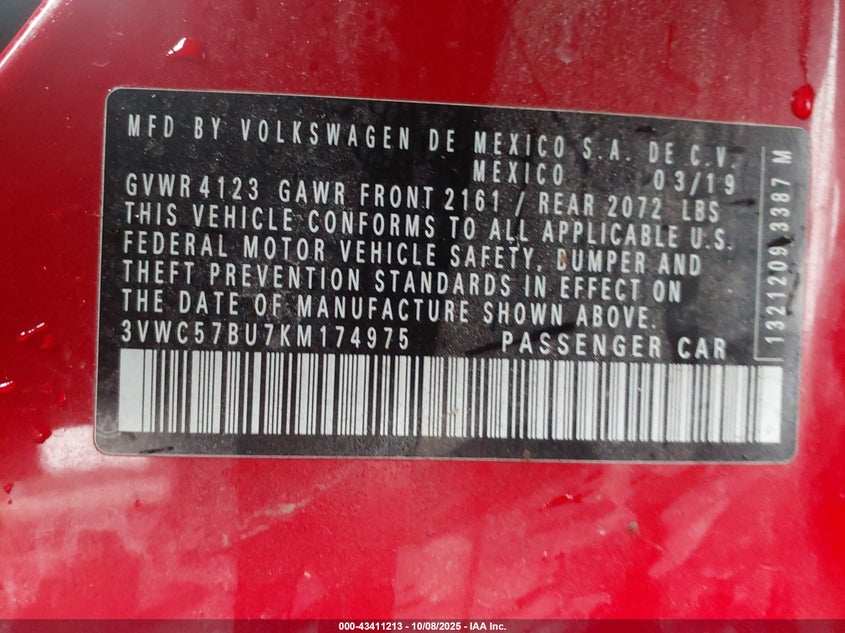 MFD BY VOLKSWAGEN DE MEXICO S.A. DE C.V.
MEXICO 03/19
GVWR 4123 GAWR FRONT 2161 / REAR 2072 LBS
THIS VEHICLE CONFORMS TO ALL APPLICABLE U.S.
FEDERAL MOTOR VEHICLE SAFETY, BUMPER AND
THEFT PREVENTION STANDARDS IN EFFECT ON
THE DATE OF MANUFACTURE SHOWN ABOVE.
3VWC57BU7KM174975 PASSENGER CAR
1321209 3387 M
000-43411213 - 10/08/2025 - IAA Inc.